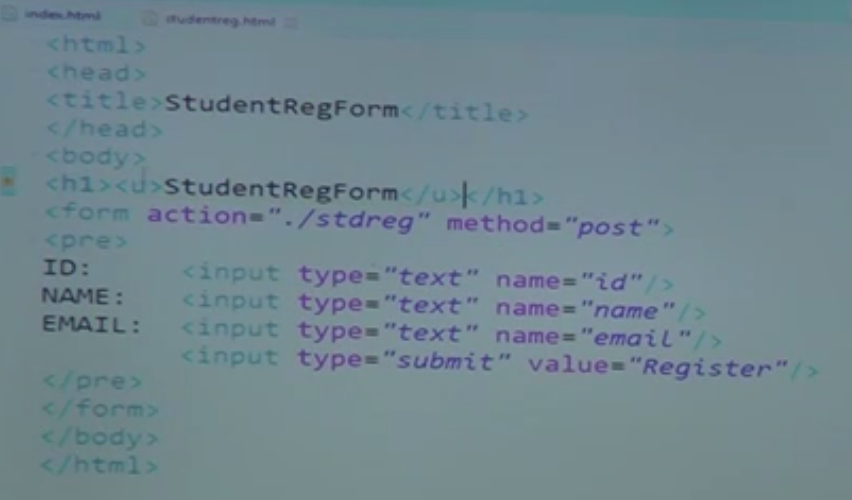 index.html studentreg.html
<html>
<head>
<title>StudentRegForm</title>
</head>
<body>
<h1><u>StudentRegForm</u></h1>
<form action="./stdreg" method="post">
<pre>
ID:      <input type="text" name="id"/>
NAME:    <input type="text" name="name"/>
EMAIL:   <input type="text" name="email"/>
         <input type="submit" value="Register"/>
</pre>
</form>
</body>
</html>